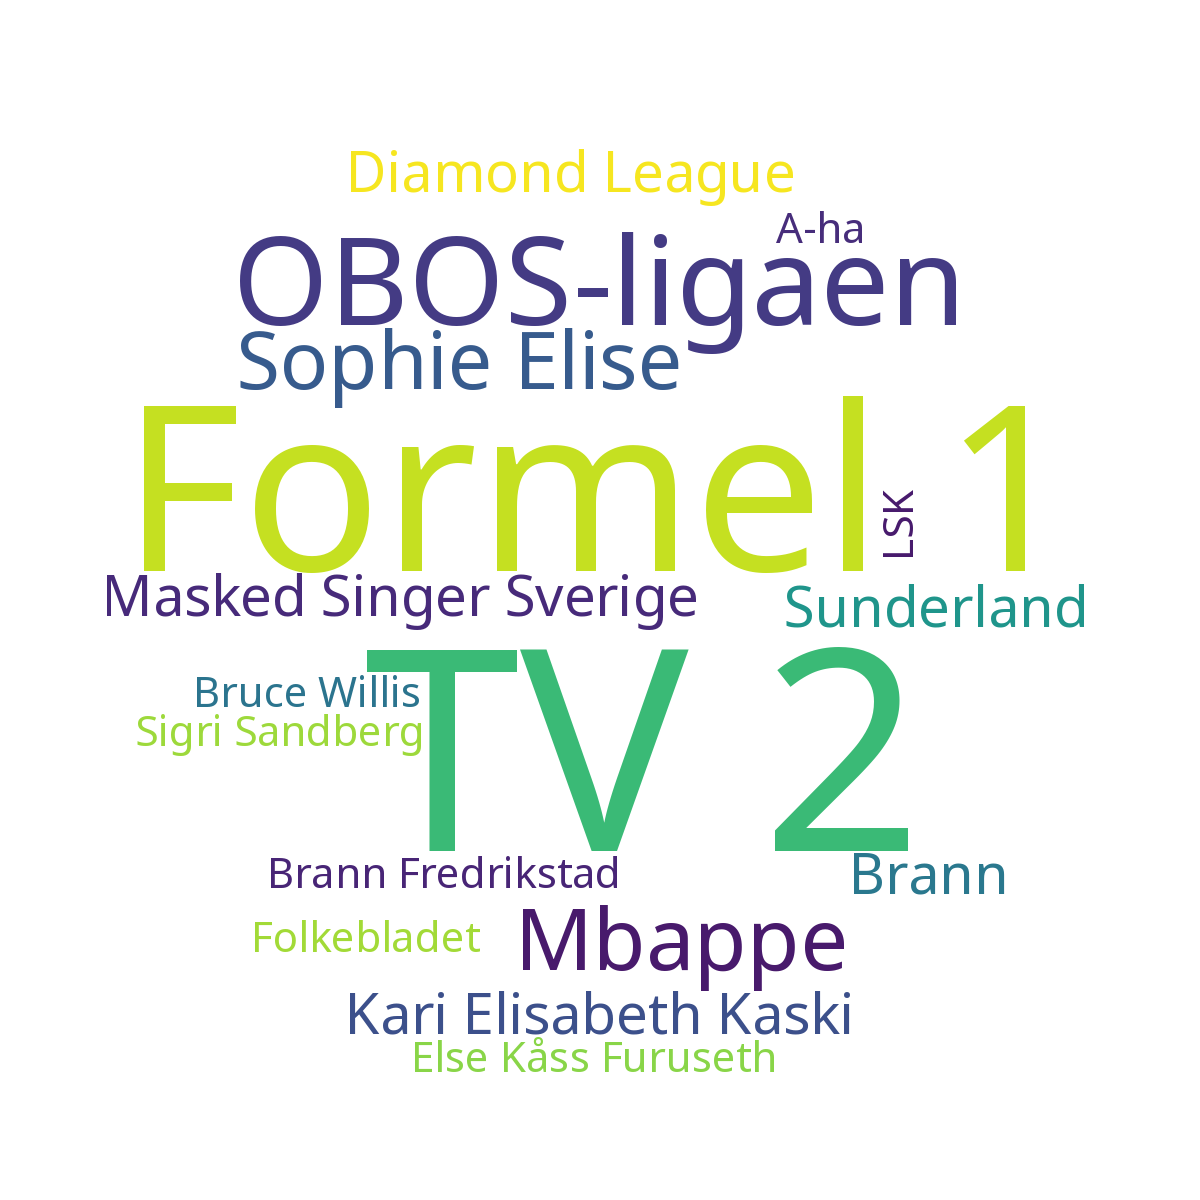 Diamond League
A-ha
OBOS-ligaen
Sophie Elise
Formel 1
LSK
Masked Singer Sverige
Sunderland
TV 2
Bruce Willis
Sigri Sandberg
Brann Fredrikstad
Brann
Folkebladet
Mbappe
Kari Elisabeth Kaski
Else Kåss Furuseth